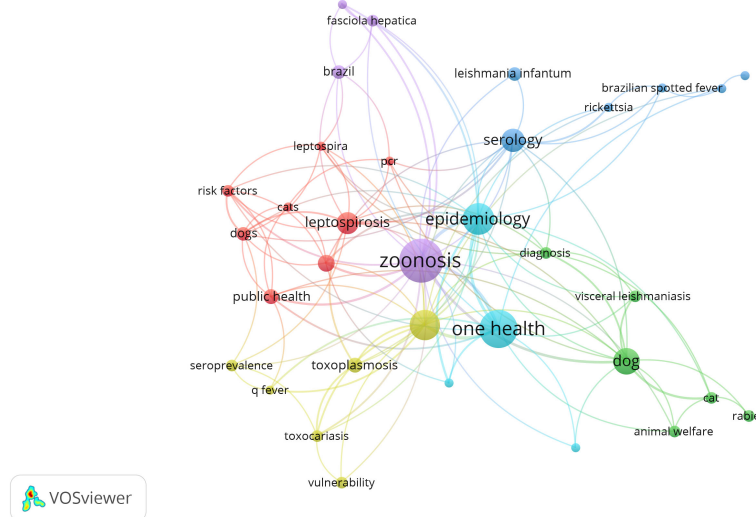 fasciola hepatica
brazil
leishmania infantum
brazilian spotted fever
rickettsia
serology
leptospira
pcr
risk factors
cats
leptospirosis
epidemiology
dogs
diagnosis
zoonosis
public health
visceral leishmaniasis
one health
seroprevalence
toxoplasmosis
dog
q fever
cat
rabie
toxocariasis
animal welfare
vulnerability
VOSviewer